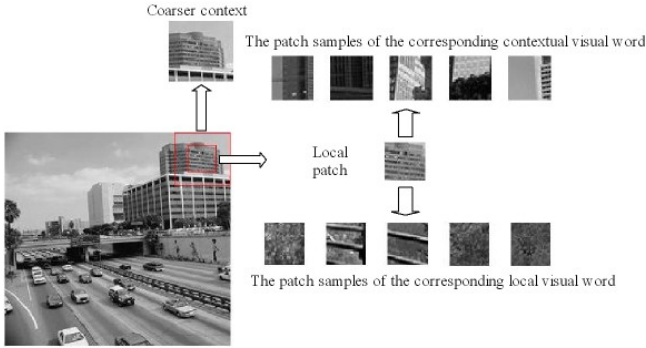 Coarser context
The patch samples of the corresponding contextual visual word
Local
patch
The patch samples of the corresponding local visual word